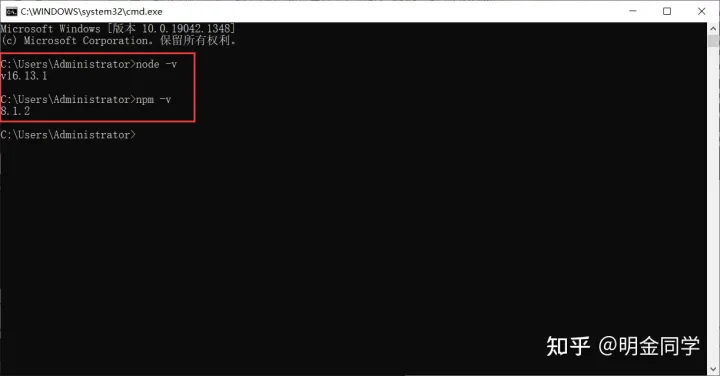 C:\WINDOWS\system32\cmd.exe
Microsoft Windows [版本 10.0.19042.1348]
(c) Microsoft Corporation。保留所有权利。
C:\Users\Administrator>node -v
v16.13.1
C:\Users\Administrator>npm -v
8.1.2
C:\Users\Administrator>
知乎 @明金同学